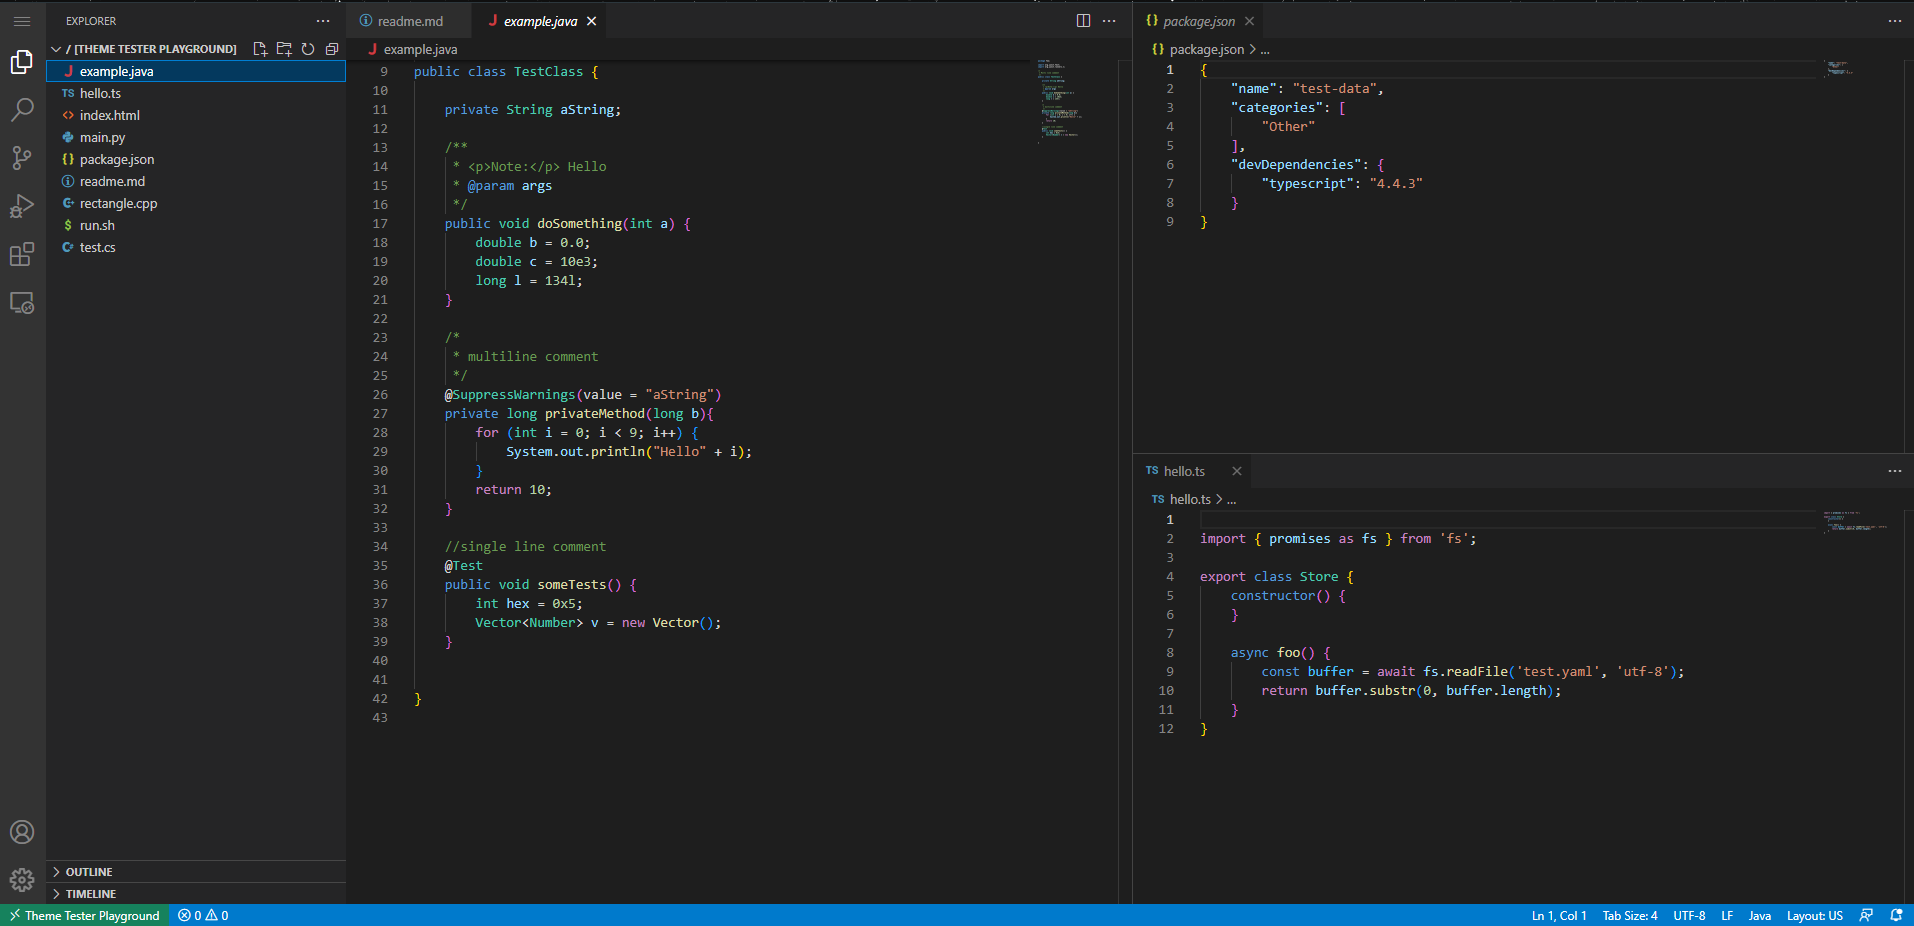 EXPLORER
/ [THEME TESTER PLAYGROUND]
example.java
TS hello.ts
index.html
main.py
{} package.json
readme.md
rectangle.cpp
$ run.sh
test.cs
OUTLINE
TIMELINE
readme.md
J example.java
J example.java
9 public class TestClass {
10
11 private String aString;
12
13 /**
14 * <p>Note:</p> Hello
15 * @param args
16 */
17 public void doSomething(int a) {
18 double b = 0.0;
19 double c = 10e3;
20 long l = 134l;
21 }
22
23 /*
24 * multiline comment
25 */
26 @SuppressWarnings(value = "aString")
27 private long privateMethod(long b){
28 for (int i = 0; i < 9; i++) {
29 System.out.println("Hello" + i);
30 }
31 return 10;
32 }
33
34 //single line comment
35 @Test
36 public void someTests() {
37 int hex = 0x5;
38 Vector<Number> v = new Vector();
39 }
40
41
42 }
43
{} package.json
{} package.json > ...
1 {
2 "name": "test-data",
3 "categories": [
4 "Other"
5 ],
6 "devDependencies": {
7 "typescript": "4.4.3"
8 }
9 }
TS hello.ts
TS hello.ts > ...
1
2 import { promises as fs } from 'fs';
3
4 export class Store {
5 constructor() {
6 }
7
8 async foo() {
9 const buffer = await fs.readFile('test.yaml', 'utf-8');
10 return buffer.substr(0, buffer.length);
11 }
12 }
Theme Tester Playground 0 0 Ln 1, Col 1 Tab Size: 4 UTF-8 LF Java Layout: US